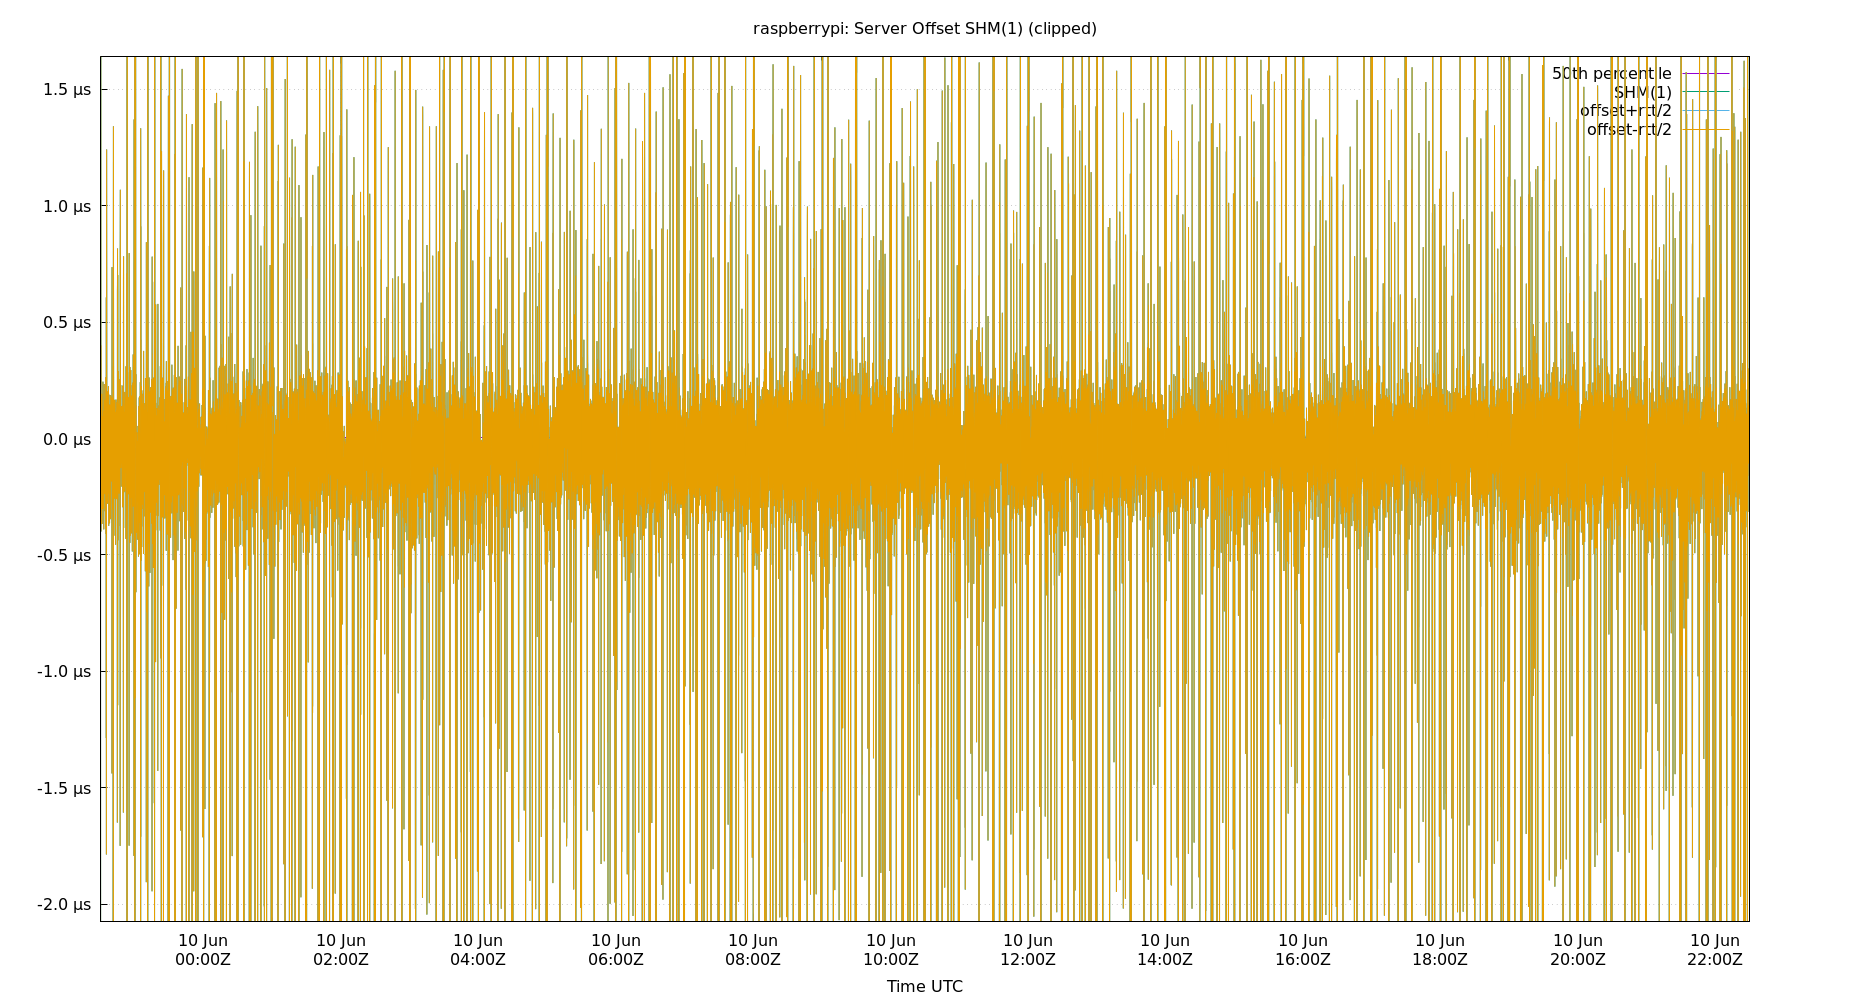 raspberrypi: Server Offset SHM(1) (clipped)
50th percentile
SHM(1)
offset+rtt/2
offset-rtt/2
1.5 µs
1.0 µs
0.5 µs
0.0 µs
-0.5 µs
-1.0 µs
-1.5 µs
-2.0 µs
10 Jun 10 Jun 10 Jun 10 Jun 10 Jun 10 Jun 10 Jun 10 Jun 10 Jun 10 Jun 10 Jun 10 Jun
00:00Z 02:00Z 04:00Z 06:00Z 08:00Z 10:00Z 12:00Z 14:00Z 16:00Z 18:00Z 20:00Z 22:00Z
Time UTC